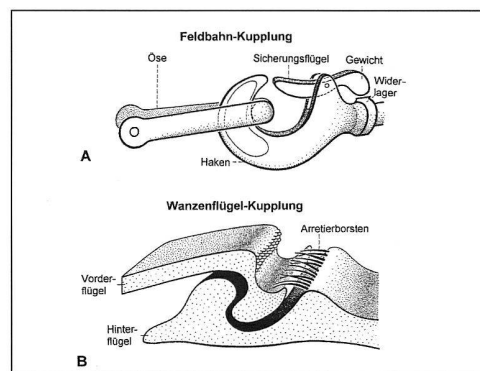 Feldbahn-Kupplung
Öse
Sicherungsflügel
Gewicht
Wider-
lager
Haken
A
Wanzenflügel-Kupplung
Arretierborsten
Vorder-
flügel
Hinter-
flügel
B